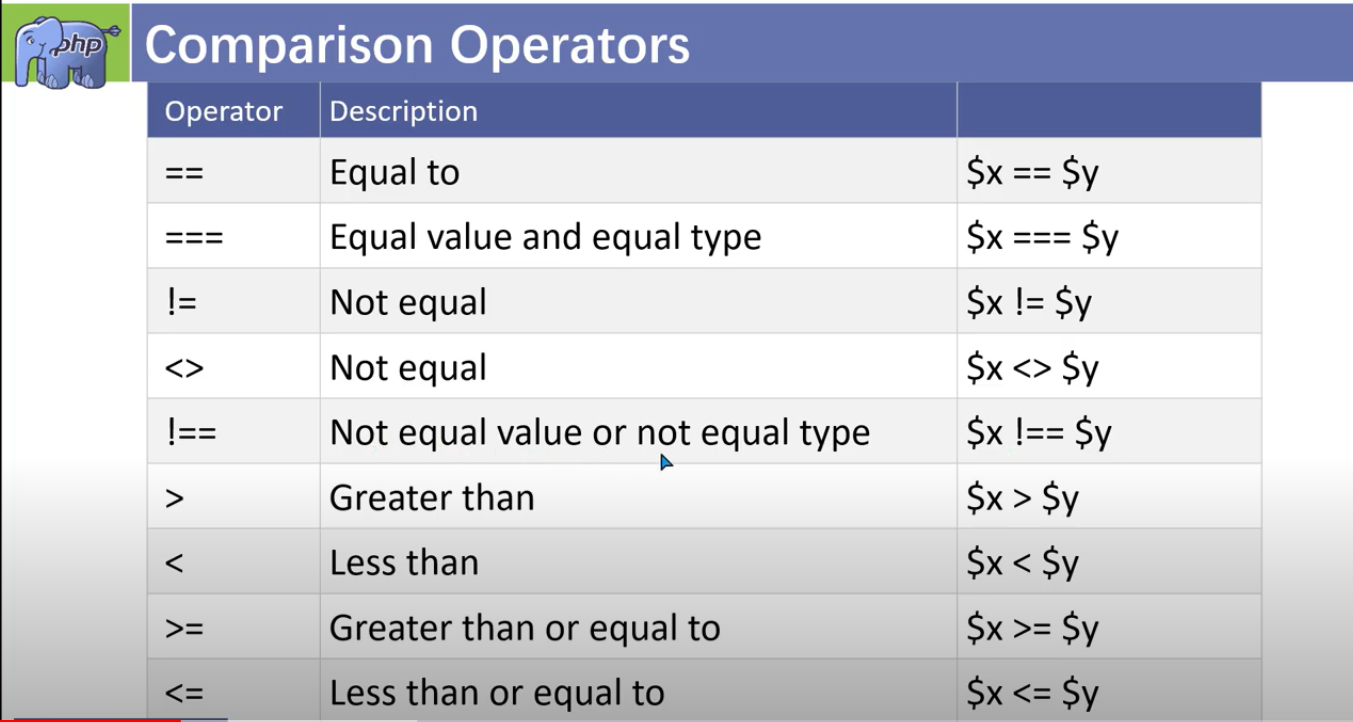 php
Comparison Operators
Operator Description
== Equal to $x == $y
=== Equal value and equal type $x === $y
!= Not equal $x != $y
<> Not equal $x <> $y
!== Not equal value or not equal type $x !== $y
> Greater than $x > $y
< Less than $x < $y
>= Greater than or equal to $x >= $y
<= Less than or equal to $x <= $y